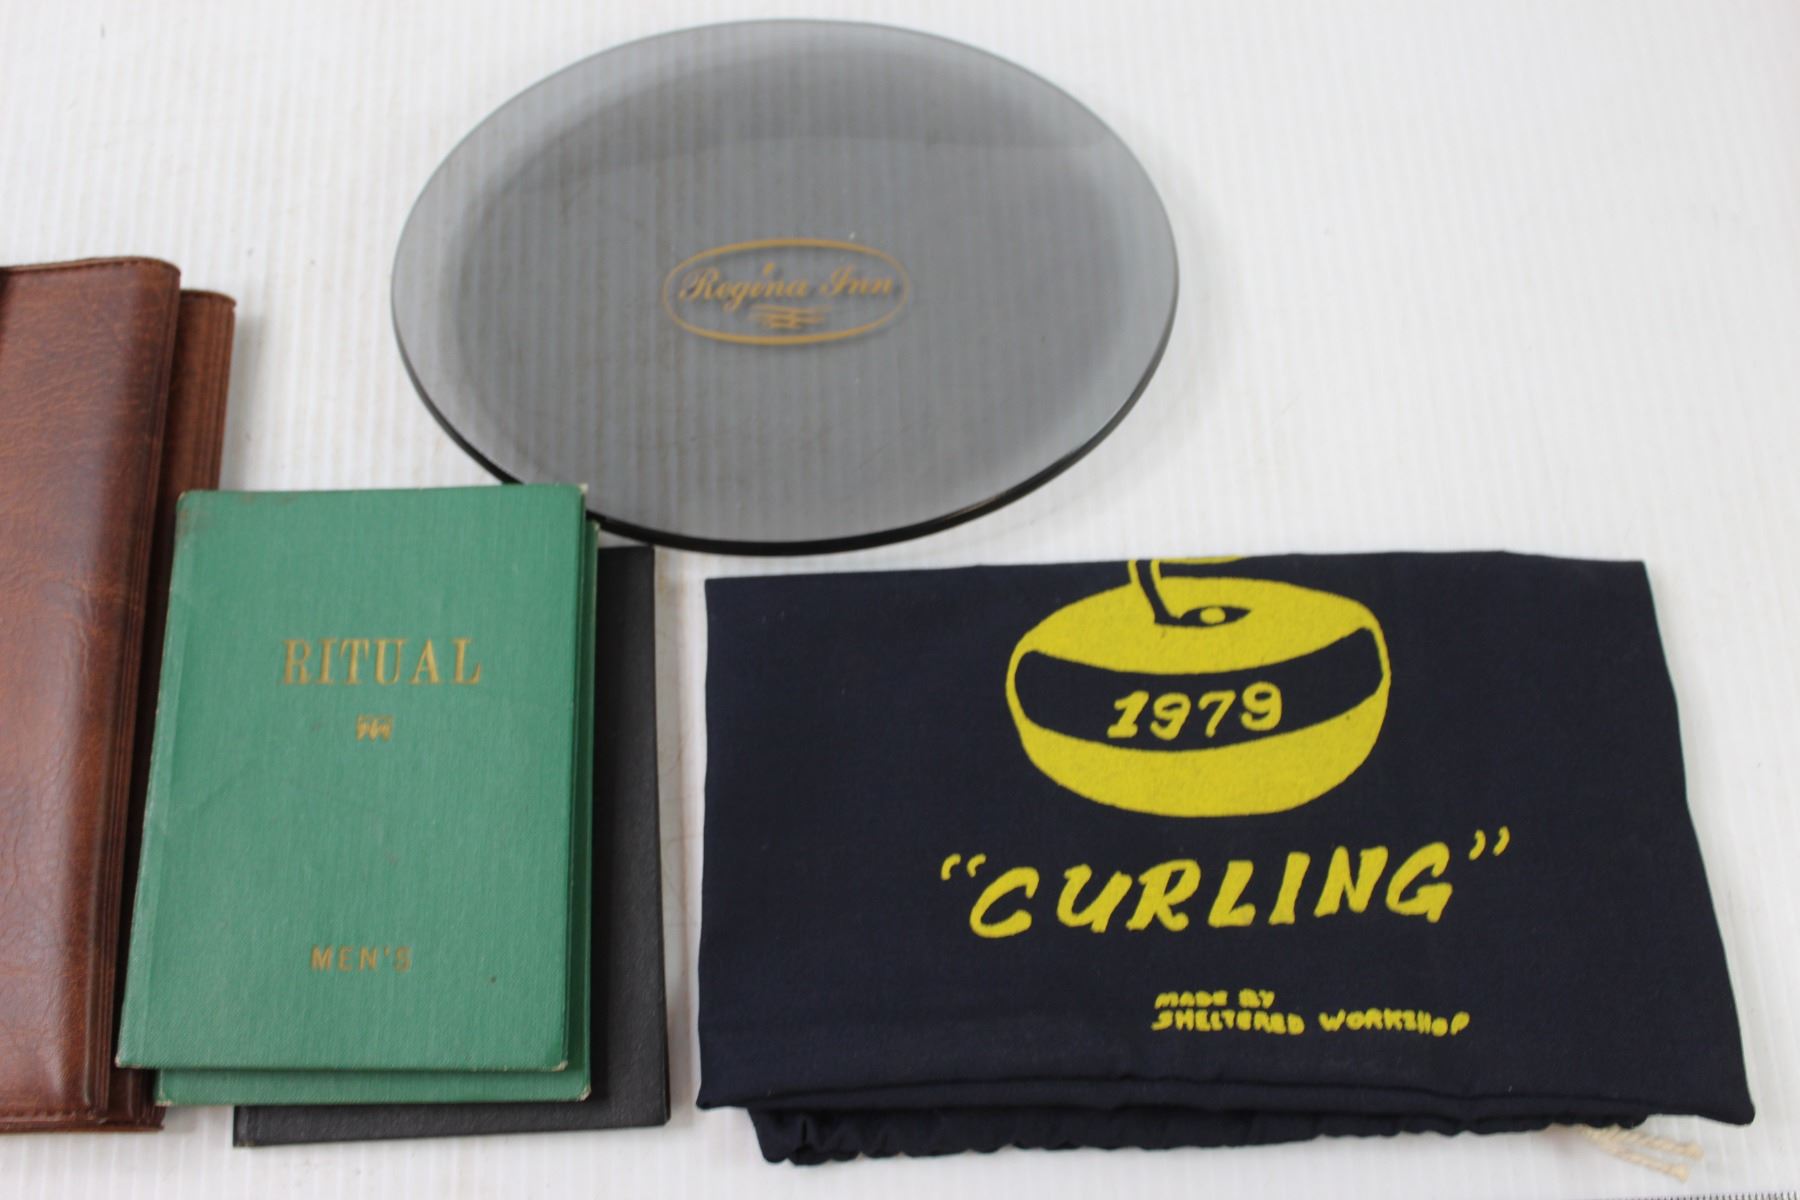 Regina Inn
RITUAL
MEN'S
1979
"CURLING"
MADE BY
SHELTERED WORKSHOP